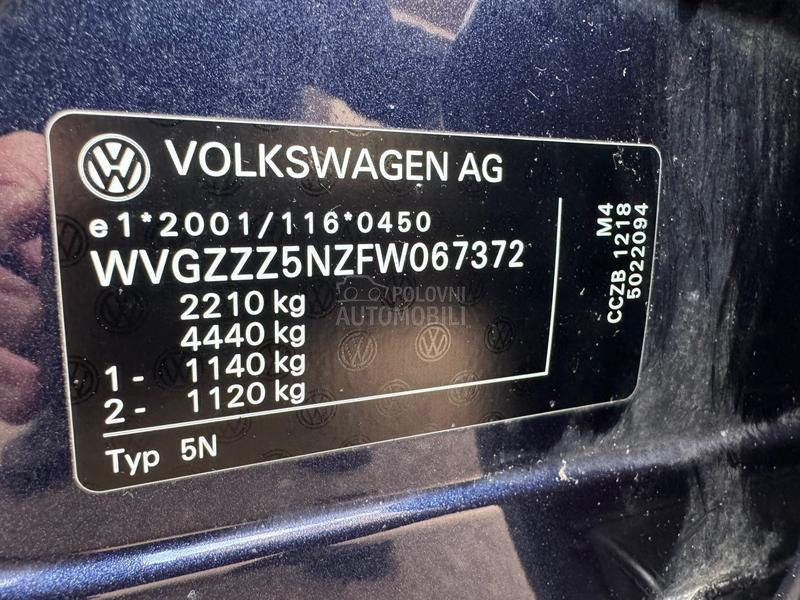 VOLKSWAGEN AG
e1*2001/116*0450
WVGZZZ5NZFW067372
2210 kg
4440 kg
1- 1140 kg
2- 1120 kg
Typ 5N
M4
CCZB 1218
5022094
POLOVNI
AUTOMOBILI